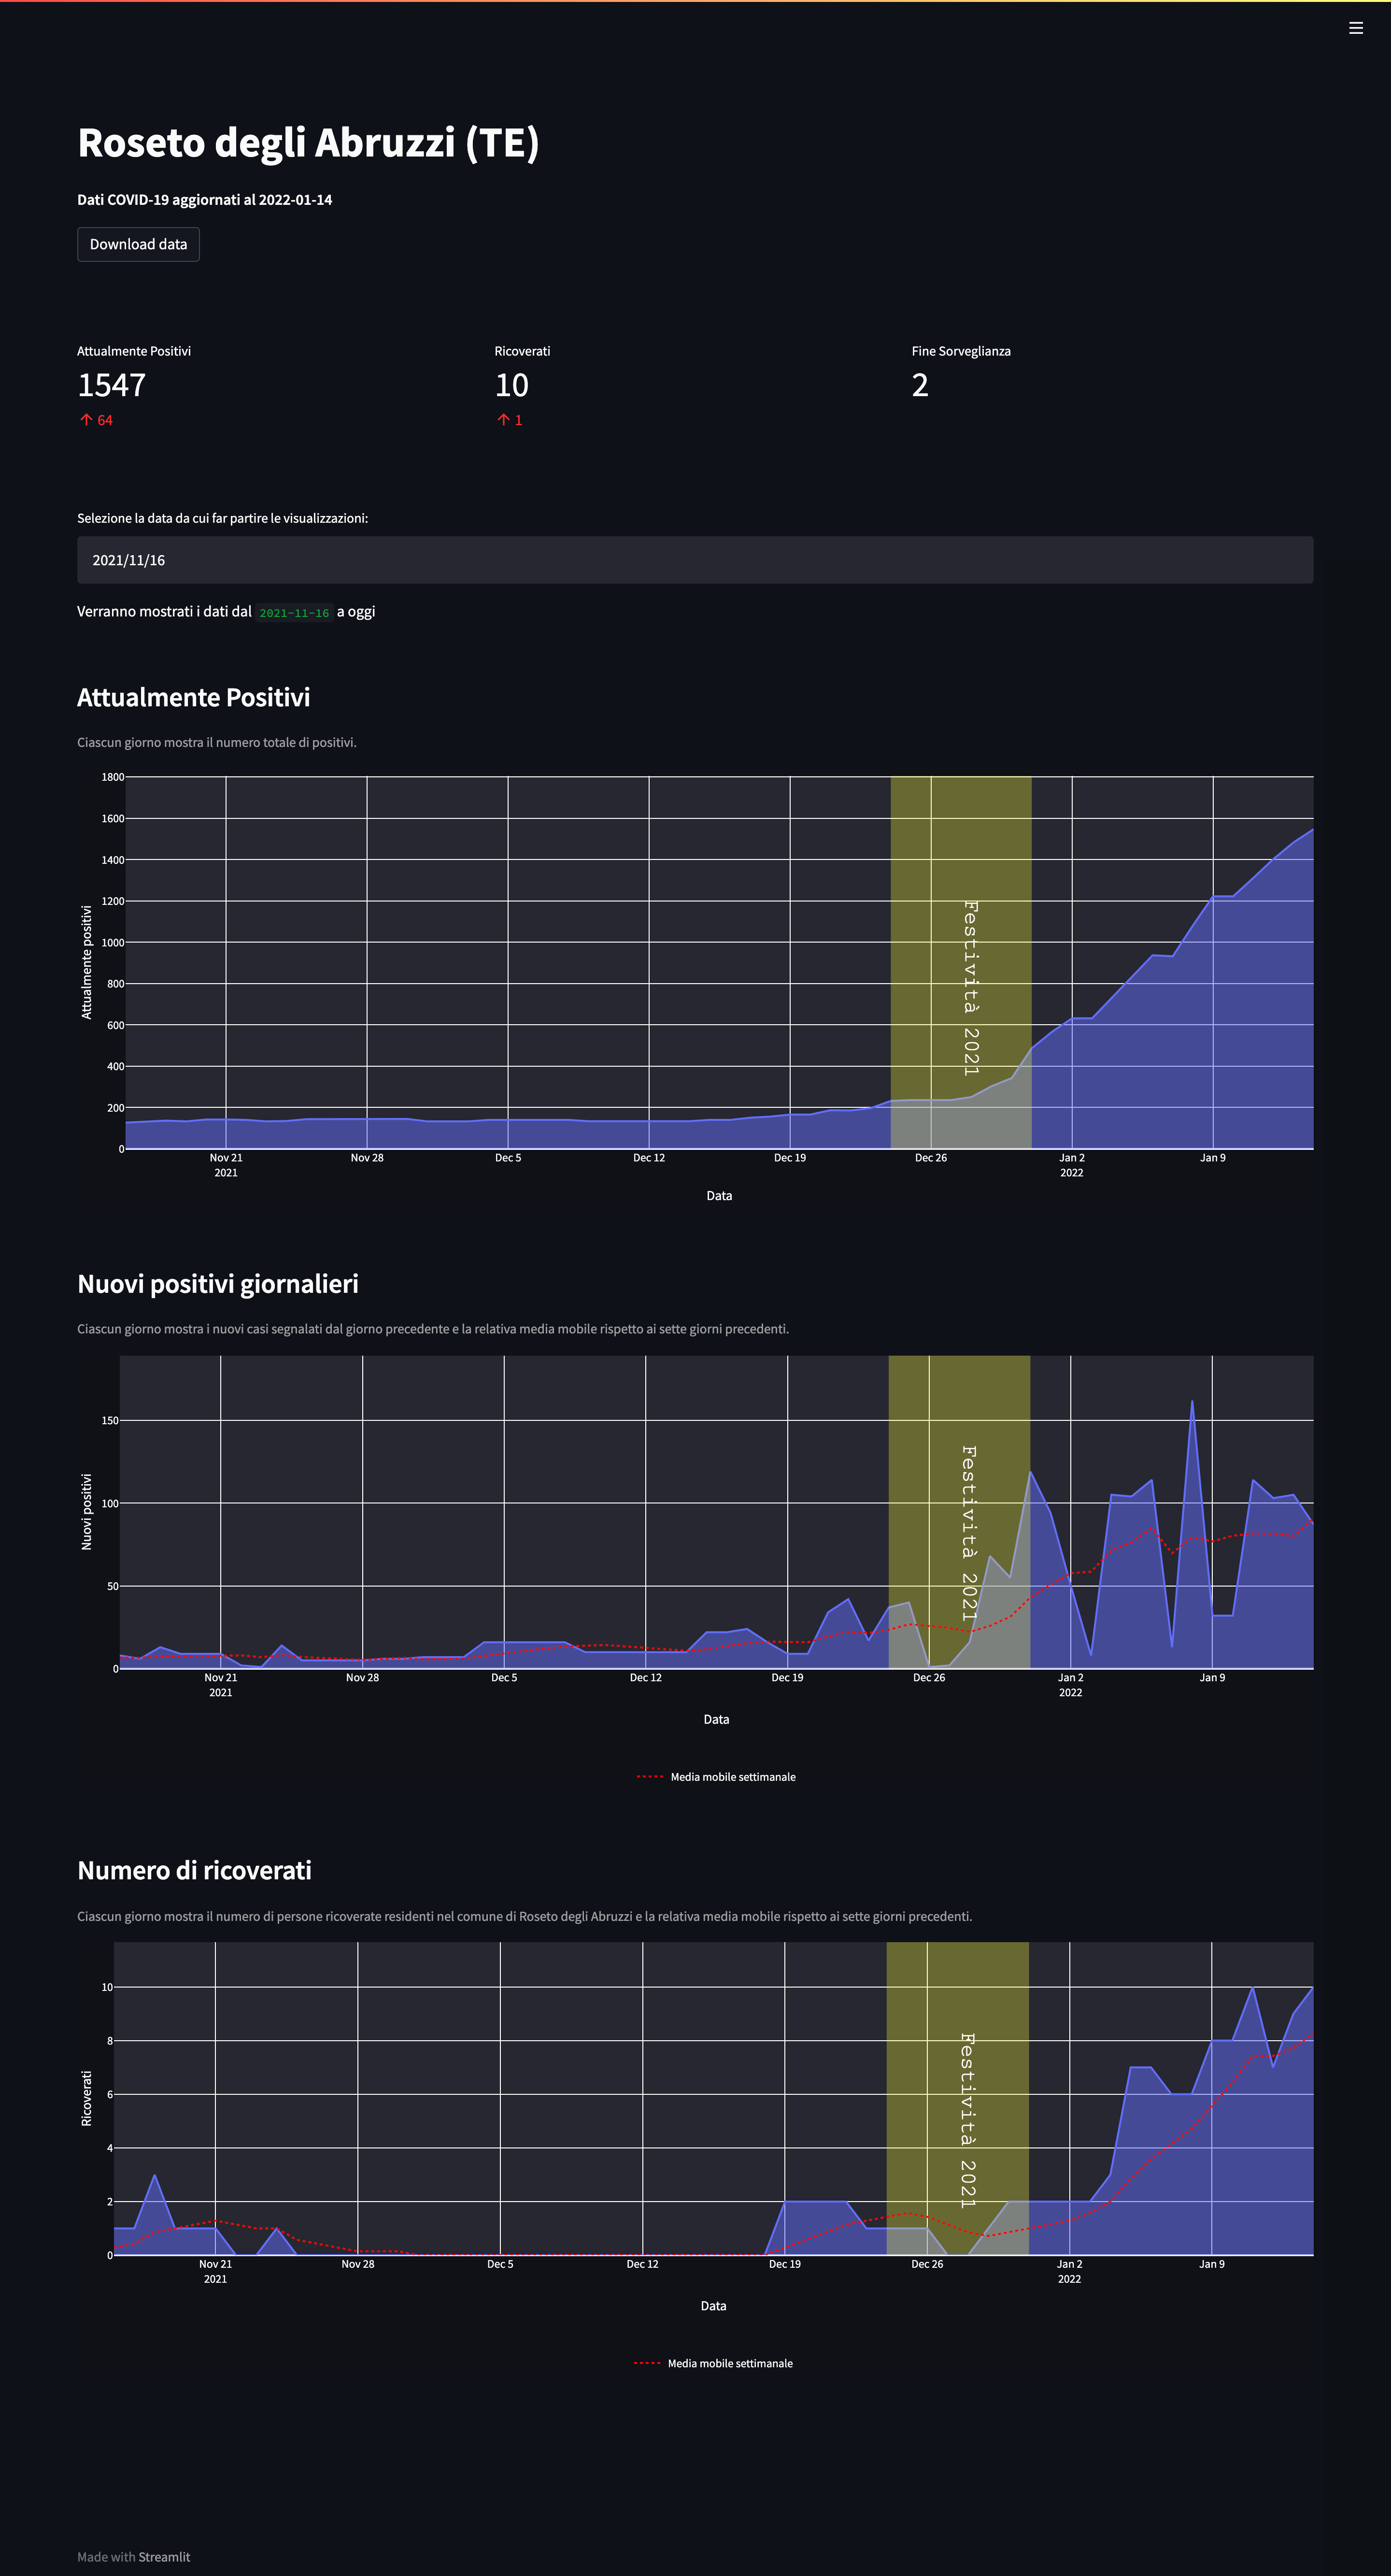 Roseto degli Abruzzi (TE)
Dati COVID-19 aggiornati al 2022-01-14
Download data
Attualmente Positivi
1547
↑ 64
Ricoverati
10
↑ 1
Fine Sorveglianza
2
Selezione la data da cui far partire le visualizzazioni:
2021/11/16
Verranno mostrati i dati dal 2021-11-16 a oggi
Attualmente Positivi
Ciascun giorno mostra il numero totale di positivi.
1800
1600
1400
1200
1000
800
600
400
200
0
Attualmente positivi
Festività 2021
Nov 21 Nov 28 Dec 5 Dec 12 Dec 19 Dec 26 Jan 2 Jan 9
2021 2022
Data
Nuovi positivi giornalieri
Ciascun giorno mostra i nuovi casi segnalati dal giorno precedente e la relativa media mobile rispetto ai sette giorni precedenti.
150
100
50
0
Nuovi positivi
Festività 2021
Nov 21 Nov 28 Dec 5 Dec 12 Dec 19 Dec 26 Jan 2 Jan 9
2021 2022
Data
Media mobile settimanale
Numero di ricoverati
Ciascun giorno mostra il numero di persone ricoverate residenti nel comune di Roseto degli Abruzzi e la relativa media mobile rispetto ai sette giorni precedenti.
10
8
6
4
2
0
Ricoverati
Festività 2021
Nov 21 Nov 28 Dec 5 Dec 12 Dec 19 Dec 26 Jan 2 Jan 9
2021 2022
Data
Media mobile settimanale
Made with Streamlit